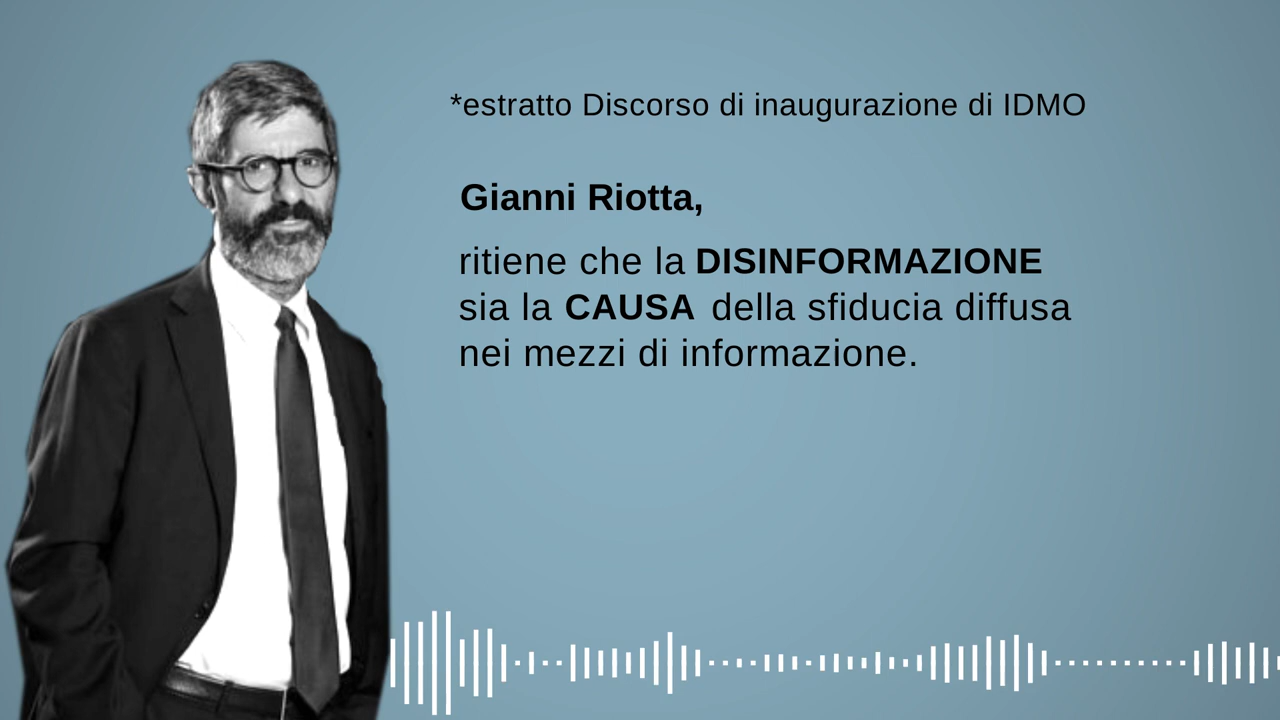 *estratto Discorso di inaugurazione di IDMO
Gianni Riotta,
ritiene che la DISINFORMAZIONE
sia la CAUSA della sfiducia diffusa
nei mezzi di informazione.